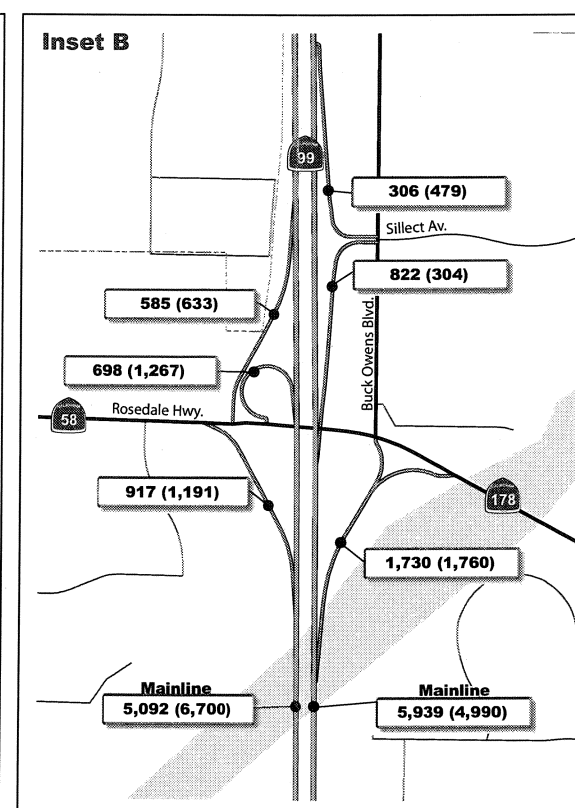 Inset B
99
306 (479)
Sillect Av.
822 (304)
585 (633)
Buck Owens Blvd.
698 (1,267)
Rosedale Hwy.
58
917 (1,191)
178
1,730 (1,760)
Mainline
5,092 (6,700)
Mainline
5,939 (4,990)